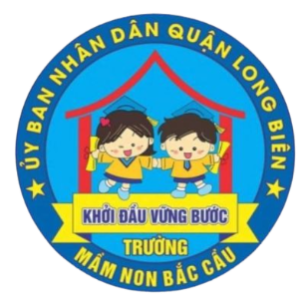 ỦY BAN NHÂN DÂN QUẬN LONG BIÊN
KHỞI ĐẦU VỮNG BƯỚC
TRƯỜNG
MẦM NON BẮC CẦU